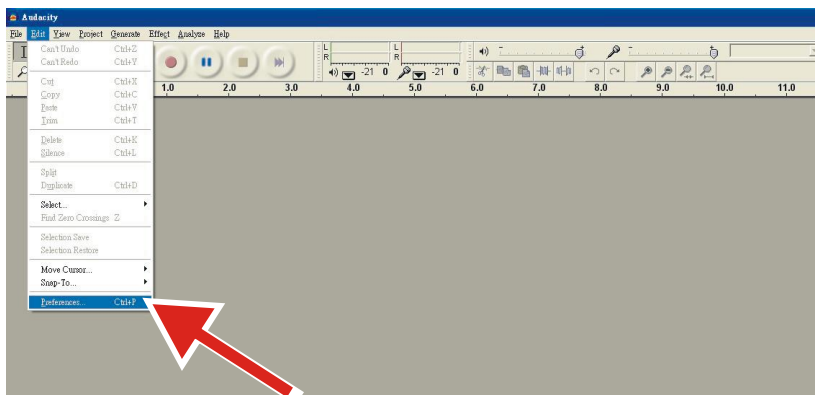 Audacity
File Edit View Project Generate Effect Analyze Help
Can't Undo Ctrl+Z
Can't Redo Ctrl+Y
Cut Ctrl+X
Copy Ctrl+C
Paste Ctrl+V
Trim Ctrl+T
Delete Ctrl+K
Silence Ctrl+L
Split
Duplicate Ctrl+D
Select...
Find Zero Crossings Z
Selection Save
Selection Restore
Move Cursor...
Snap-To...
Preferences... Ctrl+P
L
R
-21 0
L
R
-21 0
1.0 2.0 3.0 4.0 5.0 6.0 7.0 8.0 9.0 10.0 11.0